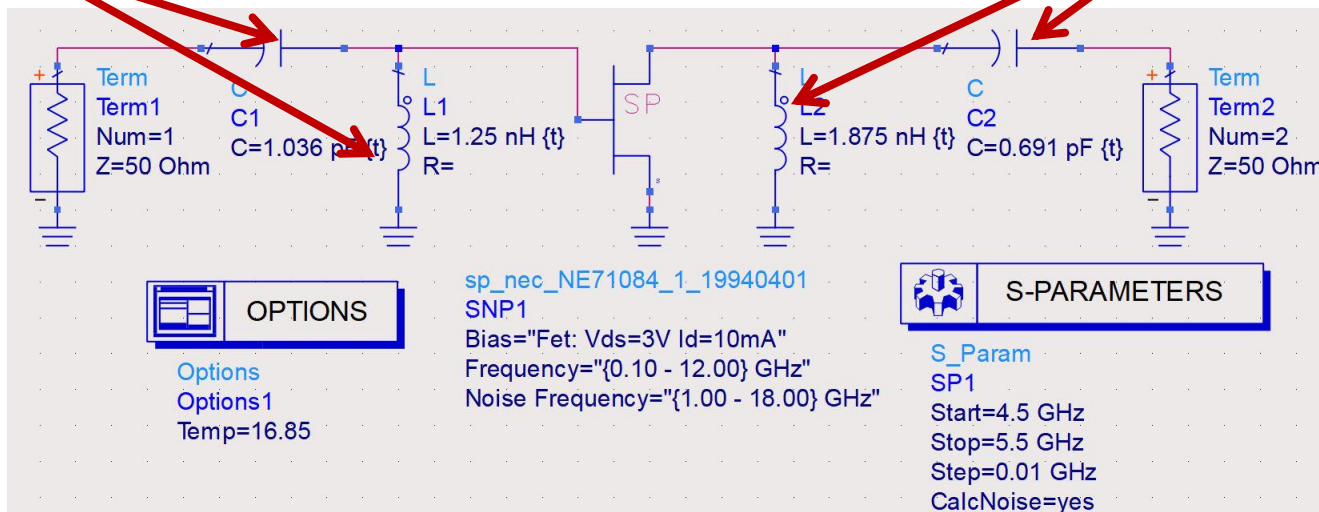 +
Term
Term1
Num=1
Z=50 Ohm
−
C
C1
C=1.036 pF {t}
L
L1
L=1.25 nH {t}
R=
SP
L
L2
L=1.875 nH {t}
R=
C
C2
C=0.691 pF {t}
+
Term
Term2
Num=2
Z=50 Ohm
−
OPTIONS
Options
Options1
Temp=16.85
sp_nec_NE71084_1_19940401
SNP1
Bias="Fet: Vds=3V Id=10mA"
Frequency="{0.10 - 12.00} GHz"
Noise Frequency="{1.00 - 18.00} GHz"
S-PARAMETERS
S_Param
SP1
Start=4.5 GHz
Stop=5.5 GHz
Step=0.01 GHz
CalcNoise=yes